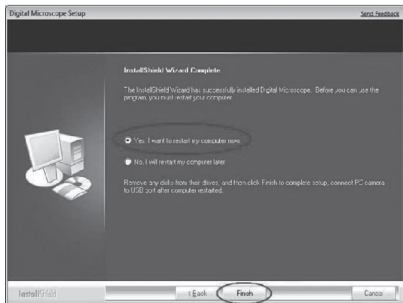 Digital Microscope Setup
Send Feedback
InstallShield Wizard Complete
The InstallShield Wizard has successfully installed Digital Microscope. Before you can use the
program, you must restart your computer.
Yes, I want to restart my computer now.
No, I will restart my computer later.
Remove any disks from their drives, and then click Finish to complete setup, connect PC camera
to USB port after computer restarted.
InstallShield
< Back
Finish
Cancel